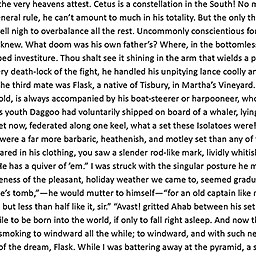 the very heavens attest. Cetus is a constellation in the South! No m
neral rule, he can't amount to much in his totality. But the only th
ell nigh to overbalance all the rest. Uncommonly conscientious for
knew. What doom was his own father's? Where, in the bottomless
ped investiture. Thou shalt see it shining in the arm that wields a p
ry death-lock of the fight, he handled his unpitying lance coolly an
he third mate was Flask, a native of Tisbury, in Martha's Vineyard.
old, is always accompanied by his boat-steerer or harpooneer, who
s youth Daggoo had voluntarily shipped on board of a whaler, lying
et now, federated along one keel, what a set these Isolatoes were!
were a far more barbaric, heathenish, and motley set than any of
ared in his clothing, you saw a slender rod-like mark, lividly whitis
He has a quiver of 'em." I was struck with the singular posture he m
eness of the pleasant, holiday weather we came to, seemed gradu
e's tomb,"—he would mutter to himself—"for an old captain like
but less than half like it, sir." "Avast! gritted Ahab between his set
ile to be born into the world, if only to fall right asleep. And now th
smoking to windward all the while; to windward, and with such ne
of the dream, Flask. While I was battering away at the pyramid, a s